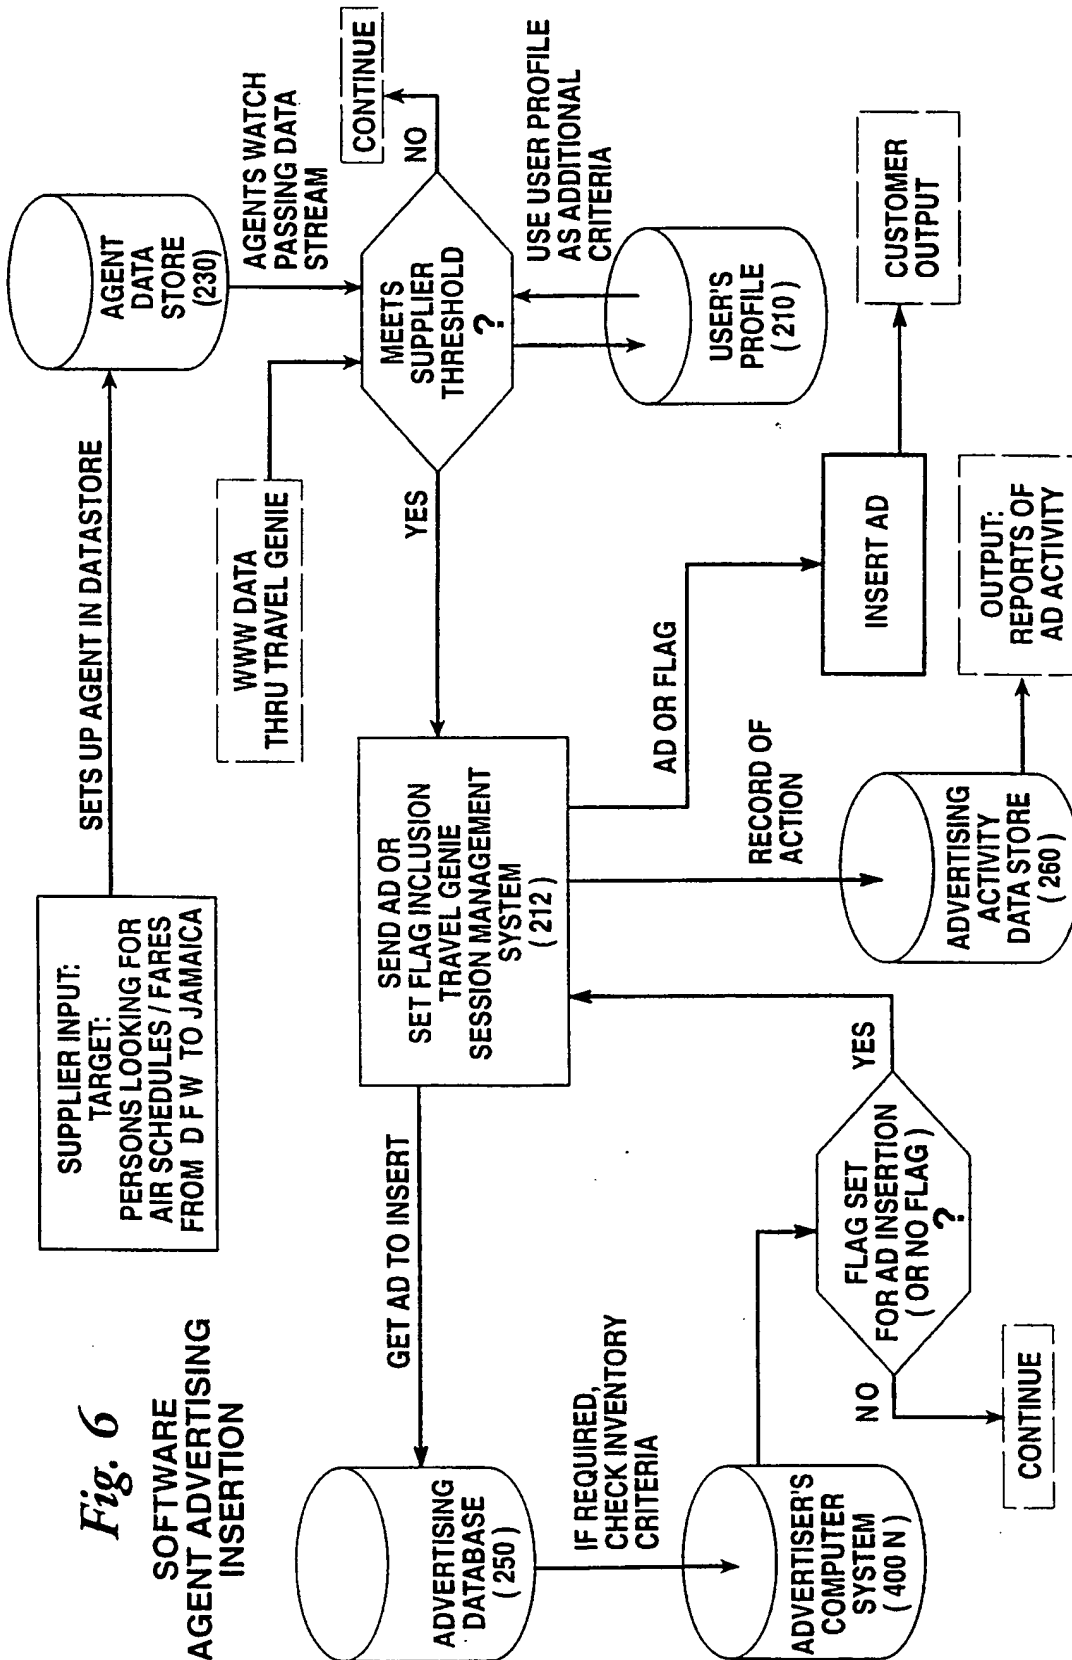 Fig. 6
SOFTWARE
AGENT ADVERTISING
INSERTION
SUPPLIER INPUT:
TARGET:
PERSONS LOOKING FOR
AIR SCHEDULES / FARES
FROM D F W TO JAMAICA
SETS UP AGENT IN DATASTORE
AGENT
DATA
STORE
(230)
AGENTS WATCH
PASSING DATA
STREAM
WWW DATA
THRU TRAVEL GENIE
MEETS
SUPPLIER
THRESHOLD
?
NO
CONTINUE
YES
USE USER PROFILE
AS ADDITIONAL
CRITERIA
USER'S
PROFILE
( 210 )
SEND AD OR
SET FLAG INCLUSION
TRAVEL GENIE
SESSION MANAGEMENT
SYSTEM
( 212 )
GET AD TO INSERT
ADVERTISING
DATABASE
( 250 )
IF REQUIRED,
CHECK INVENTORY
CRITERIA
ADVERTISER'S
COMPUTER
SYSTEM
(400 N)
FLAG SET
FOR AD INSERTION
( OR NO FLAG )
?
NO
CONTINUE
YES
AD OR FLAG
RECORD OF
ACTION
INSERT AD
CUSTOMER
OUTPUT
ADVERTISING
ACTIVITY
DATA STORE
(260)
OUTPUT:
REPORTS OF
AD ACTIVITY